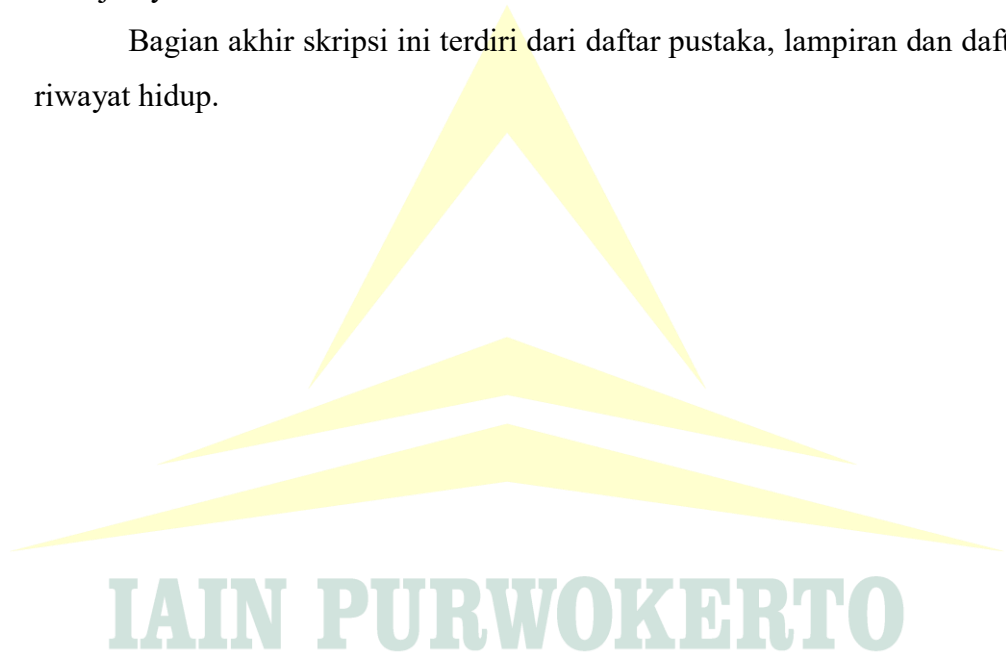 Bagian akhir skripsi ini terdiri dari daftar pustaka, lampiran dan daft
riwayat hidup.
IAIN PURWOKERTO